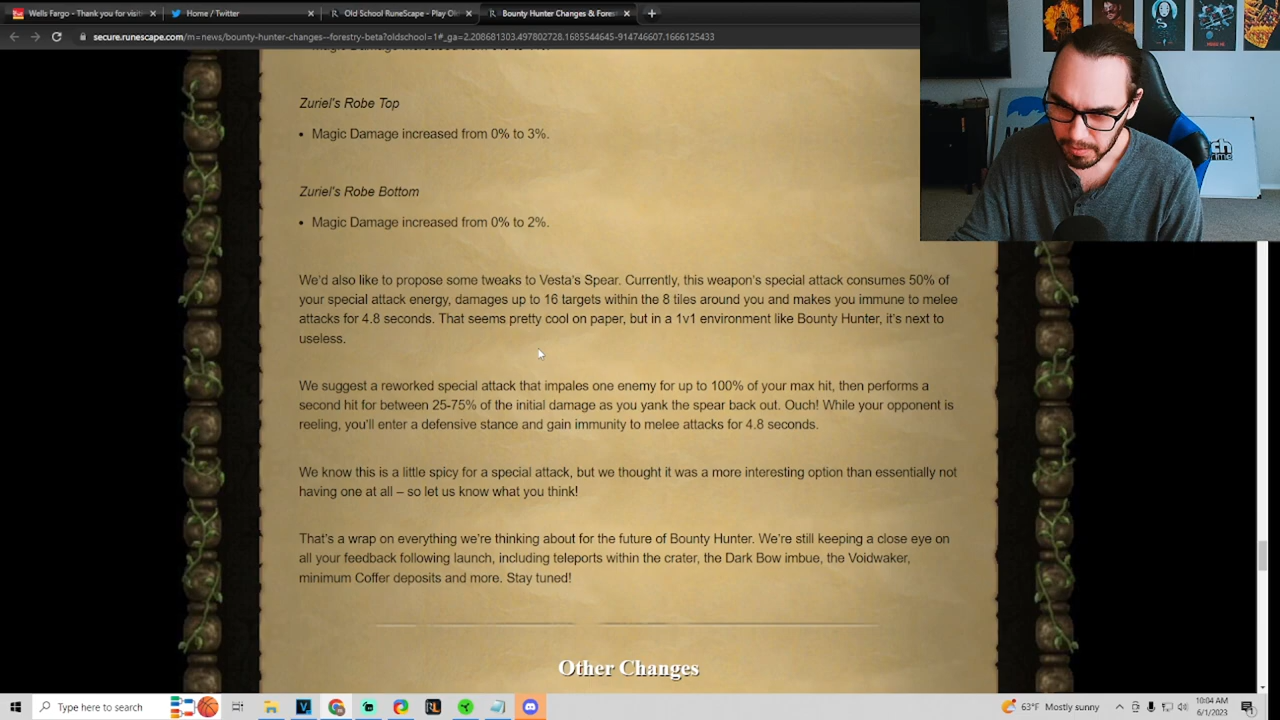 Wells Fargo - Thank you for visi
Home / Twitter
Old School RuneScape - Play Ol
Bounty Hunter Changes & Fores
secure.runescape.com/m=news/bounty-hunter-changes--forestry-beta?oldschool=1#_ga=2.208681303.497802728.1685544645-914746607.1666125433
Zuriel's Robe Top
• Magic Damage increased from 0% to 3%.
Zuriel's Robe Bottom
• Magic Damage increased from 0% to 2%.
We'd also like to propose some tweaks to Vesta's Spear. Currently, this weapon's special attack consumes 50% of
your special attack energy, damages up to 16 targets within the 8 tiles around you and makes you immune to melee
attacks for 4.8 seconds. That seems pretty cool on paper, but in a 1v1 environment like Bounty Hunter, it's next to
useless.
We suggest a reworked special attack that impales one enemy for up to 100% of your max hit, then performs a
second hit for between 25-75% of the initial damage as you yank the spear back out. Ouch! While your opponent is
reeling, you'll enter a defensive stance and gain immunity to melee attacks for 4.8 seconds.
We know this is a little spicy for a special attack, but we thought it was a more interesting option than essentially not
having one at all – so let us know what you think!
That's a wrap on everything we're thinking about for the future of Bounty Hunter. We're still keeping a close eye on
all your feedback following launch, including teleports within the crater, the Dark Bow imbue, the Voidwaker,
minimum Coffer deposits and more. Stay tuned!
Other Changes
Type here to search
63°F Mostly sunny
10:04 AM
6/1/2023